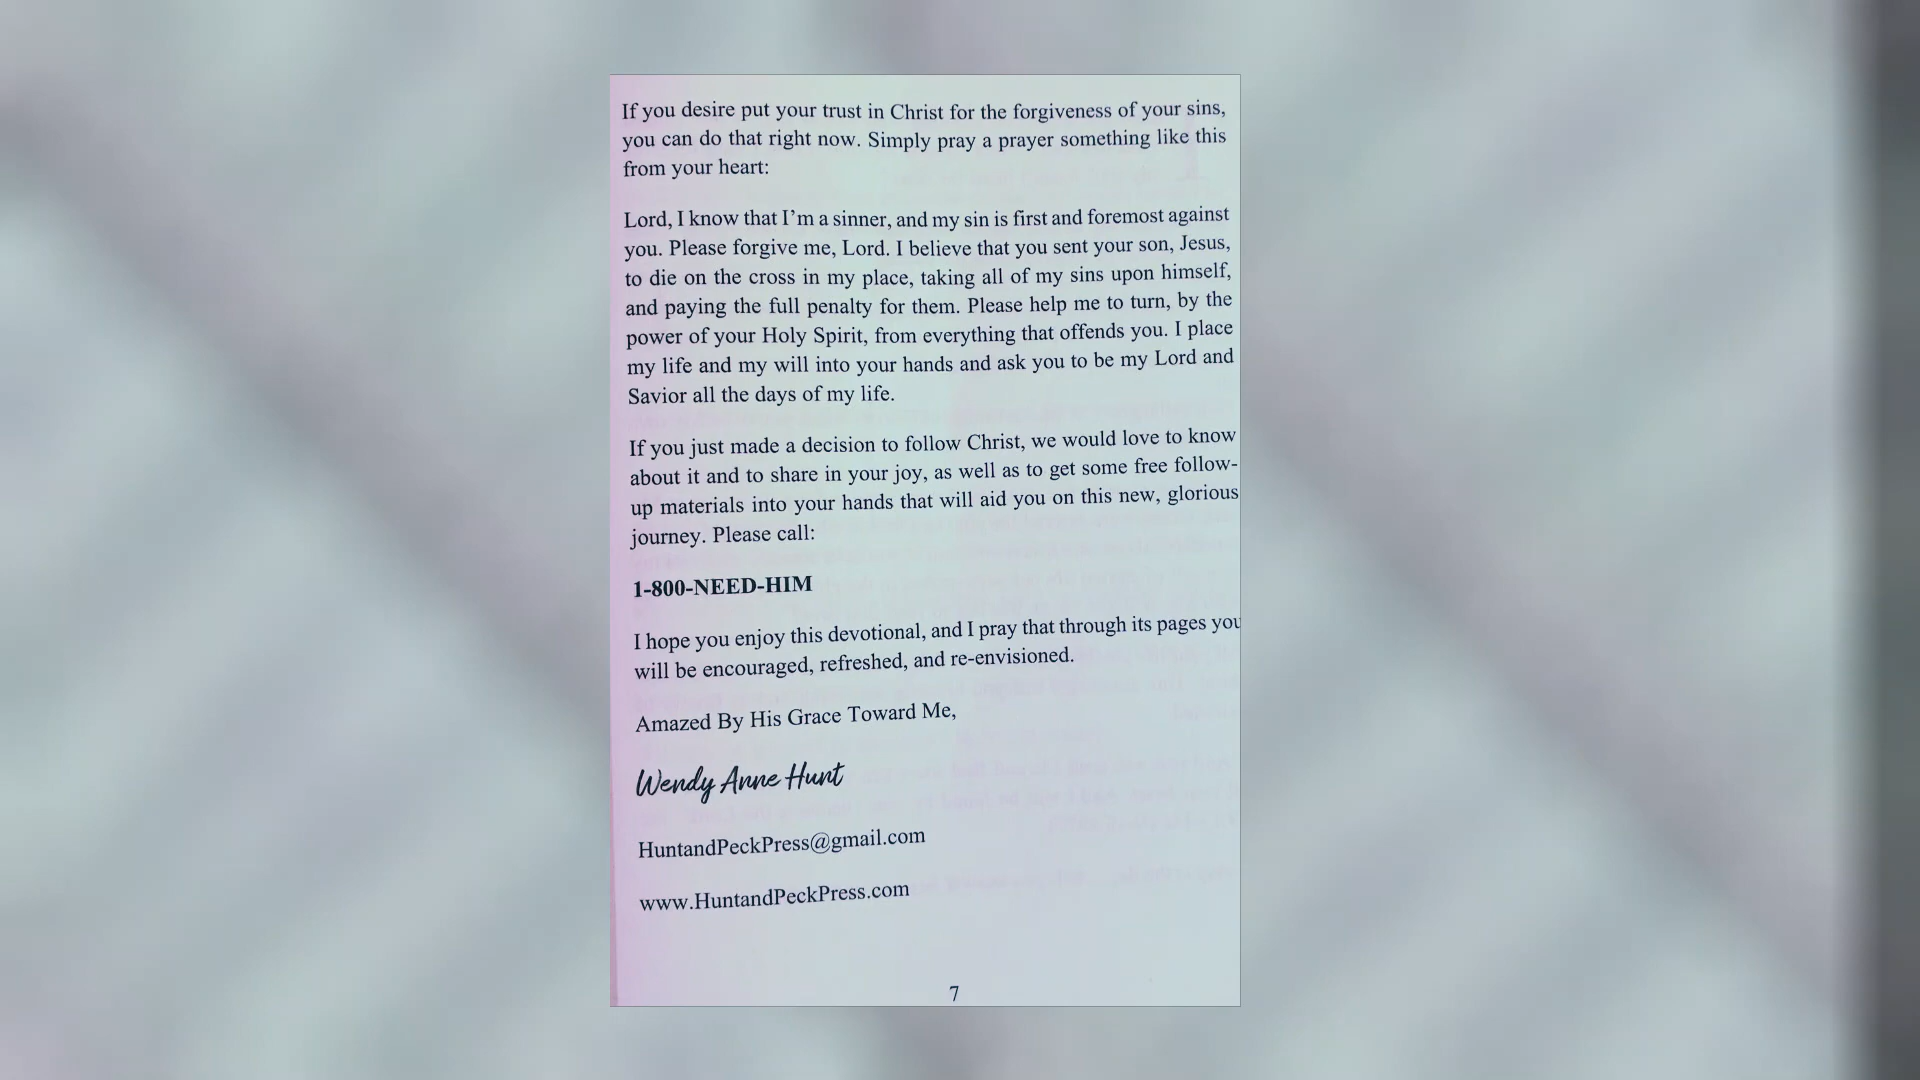 If you desire put your trust in Christ for the forgiveness of your sins,
you can do that right now. Simply pray a prayer something like this
from your heart:
Lord, I know that I'm a sinner, and my sin is first and foremost against
you. Please forgive me, Lord. I believe that you sent your son, Jesus,
to die on the cross in my place, taking all of my sins upon himself,
and paying the full penalty for them. Please help me to turn, by the
power of your Holy Spirit, from everything that offends you. I place
my life and my will into your hands and ask you to be my Lord and
Savior all the days of my life.
If you just made a decision to follow Christ, we would love to know
about it and to share in your joy, as well as to get some free follow-
up materials into your hands that will aid you on this new, glorious
journey. Please call:
1-800-NEED-HIM
I hope you enjoy this devotional, and I pray that through its pages you
will be encouraged, refreshed, and re-envisioned.
Amazed By His Grace Toward Me,
Wendy Anne Hunt
HuntandPeckPress@gmail.com
www.HuntandPeckPress.com
7